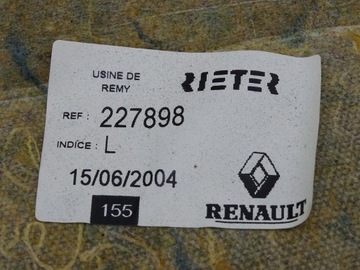 USINE DE
REMY
RIETER
REF : 227898
INDICE : L
15/06/2004
155
RENAULT